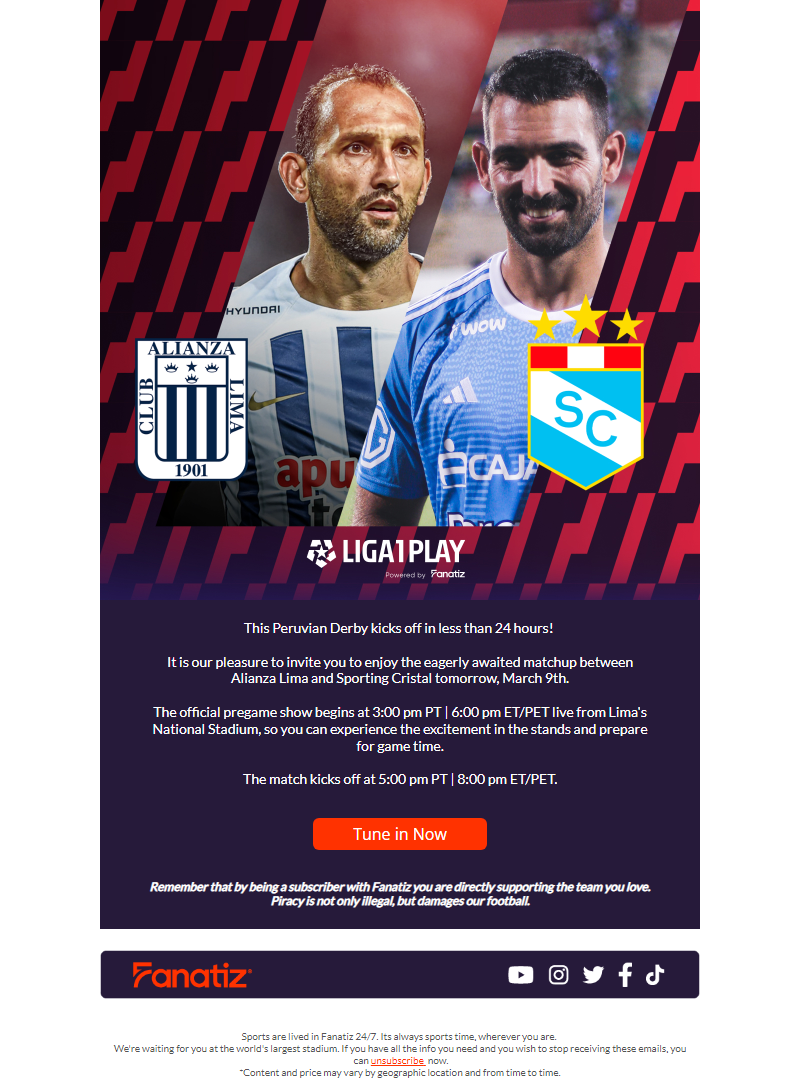 HYUNDAI
WOW
CLUB
ALIANZA
LIMA
1901
SC
apu
CAJA
LIGA1PLAY
Powered by Fanatiz
This Peruvian Derby kicks off in less than 24 hours!
It is our pleasure to invite you to enjoy the eagerly awaited matchup between
Alianza Lima and Sporting Cristal tomorrow, March 9th.
The official pregame show begins at 3:00 pm PT | 6:00 pm ET/PET live from Lima's
National Stadium, so you can experience the excitement in the stands and prepare
for game time.
The match kicks off at 5:00 pm PT | 8:00 pm ET/PET.
Tune in Now
Remember that by being a subscriber with Fanatiz you are directly supporting the team you love.
Piracy is not only illegal, but damages our football.
Fanatiz
Sports are lived in Fanatiz 24/7. Its always sports time, wherever you are.
We're waiting for you at the world's largest stadium. If you have all the info you need and you wish to stop receiving these emails, you
can unsubscribe now.
*Content and price may vary by geographic location and from time to time.